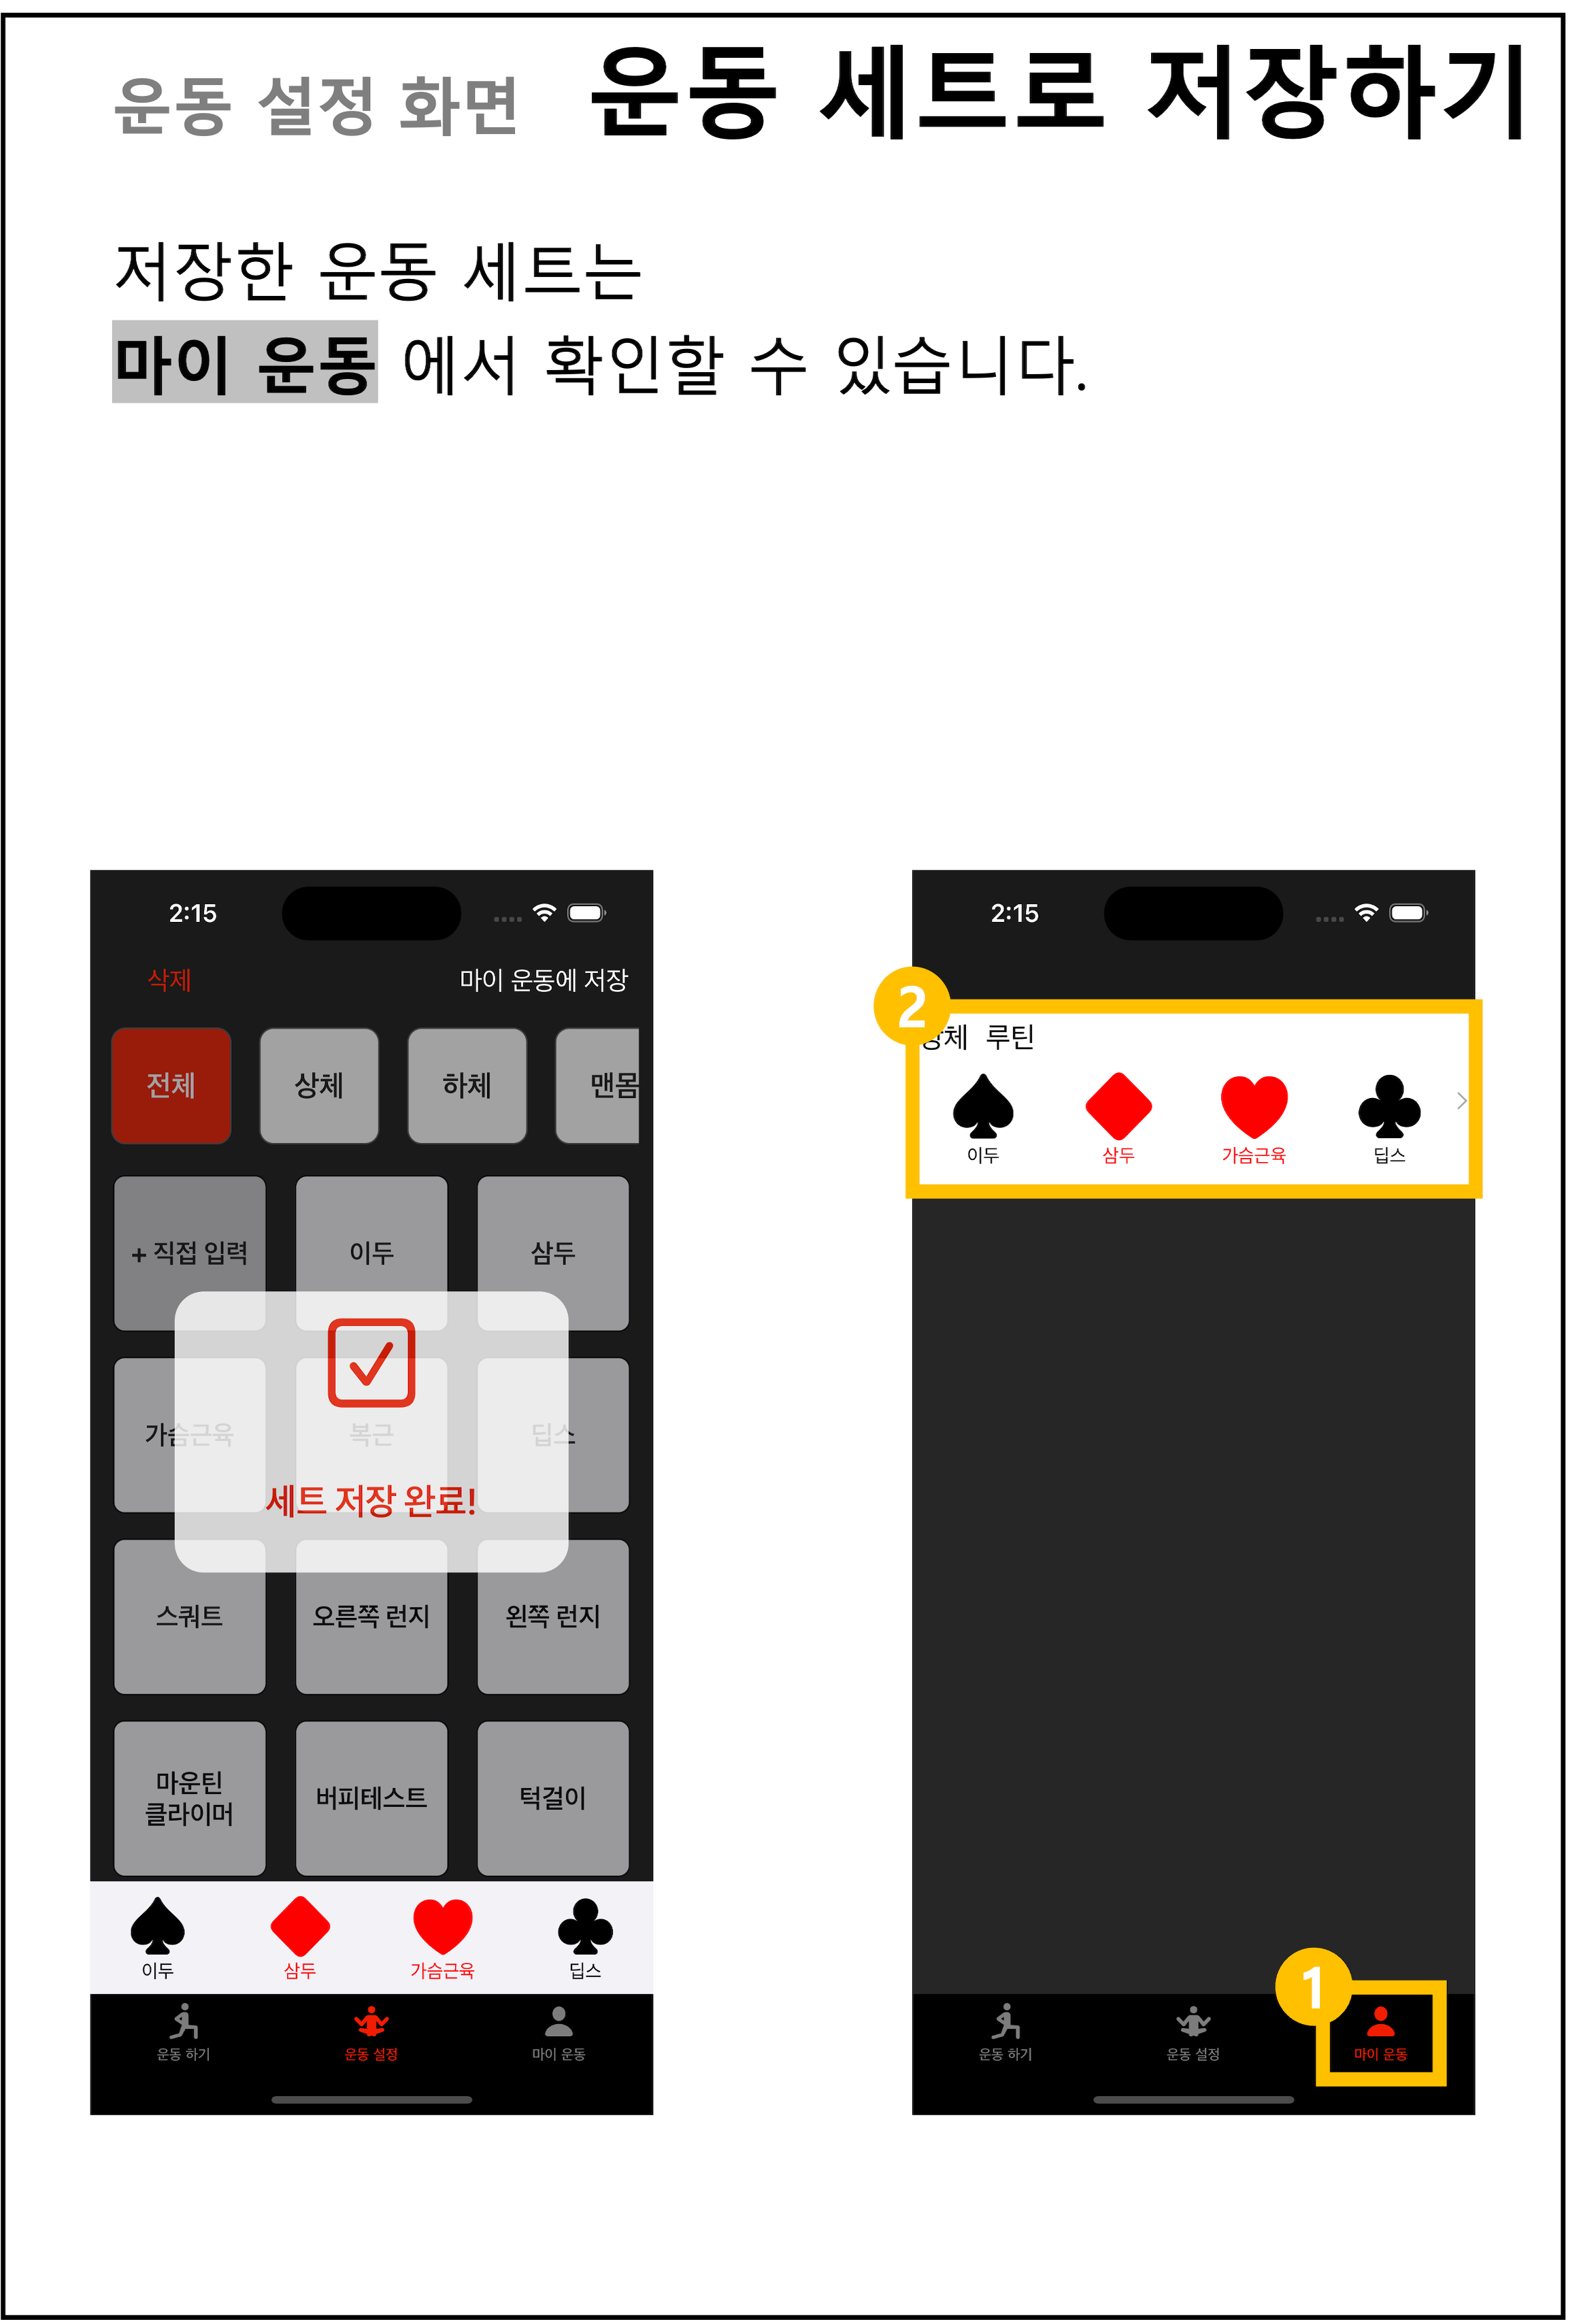 운동 설정 화면 운동 세트로 저장하기
저장한 운동 세트는
마이 운동 에서 확인할 수 있습니다.
2:15
삭제 마이 운동에 저장
전체 상체 하체 맨몸
+ 직접 입력 이두 삼두
가슴근육 복근 딥스
세트 저장 완료!
스쿼트 오른쪽 런지 왼쪽 런지
마운틴
클라이머 버피테스트 턱걸이
이두 삼두 가슴근육 딥스
운동 하기 운동 설정 마이 운동
2:15
2
루틴
이두 삼두 가슴근육 딥스
1
운동 하기 운동 설정 마이 운동